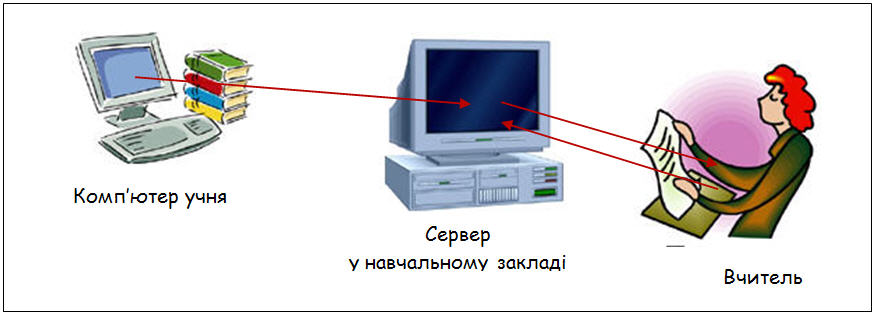 Комп’ютер учня
Сервер
у навчальному закладі
Вчитель